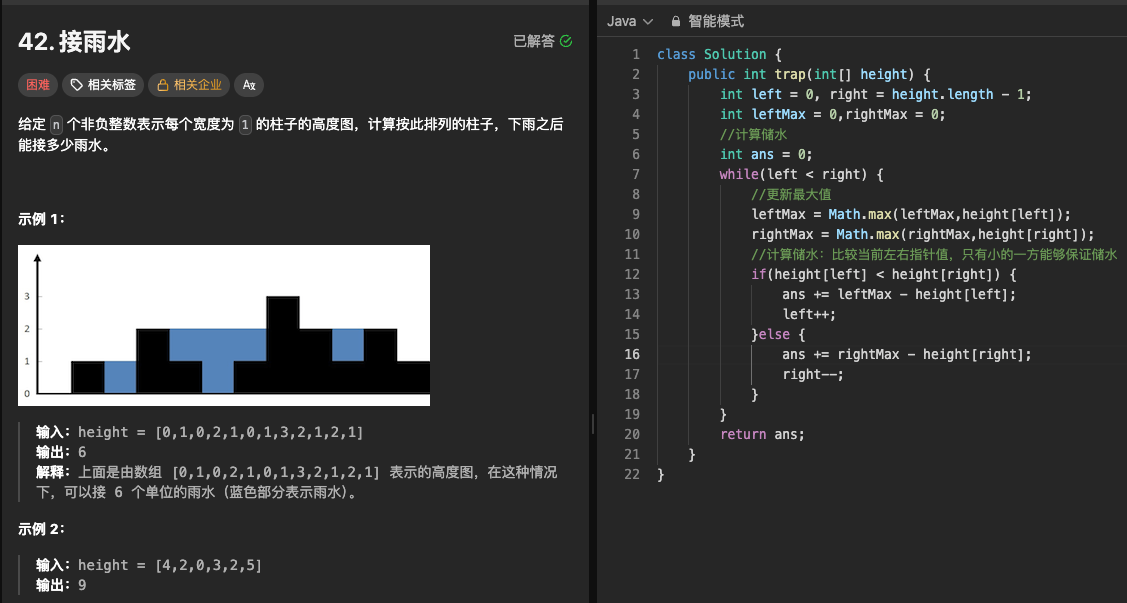 42. 接雨水
已解答
困难 相关标签 相关企业 Ax
给定 n 个非负整数表示每个宽度为 1 的柱子的高度图，计算按此排列的柱子，下雨之后
能接多少雨水。
示例 1：
3
2
1
0
输入：height = [0,1,0,2,1,0,1,3,2,1,2,1]
输出：6
解释：上面是由数组 [0,1,0,2,1,0,1,3,2,1,2,1] 表示的高度图，在这种情况
下，可以接 6 个单位的雨水（蓝色部分表示雨水）。
示例 2：
输入：height = [4,2,0,3,2,5]
输出：9
Java 智能模式
1 class Solution {
2 public int trap(int[] height) {
3 int left = 0, right = height.length - 1;
4 int leftMax = 0,rightMax = 0;
5 //计算储水
6 int ans = 0;
7 while(left < right) {
8 //更新最大值
9 leftMax = Math.max(leftMax,height[left]);
10 rightMax = Math.max(rightMax,height[right]);
11 //计算储水：比较当前左右指针值，只有小的一方能够保证储水
12 if(height[left] < height[right]) {
13 ans += leftMax - height[left];
14 left++;
15 }else {
16 ans += rightMax - height[right];
17 right--;
18 }
19 }
20 return ans;
21 }
22 }